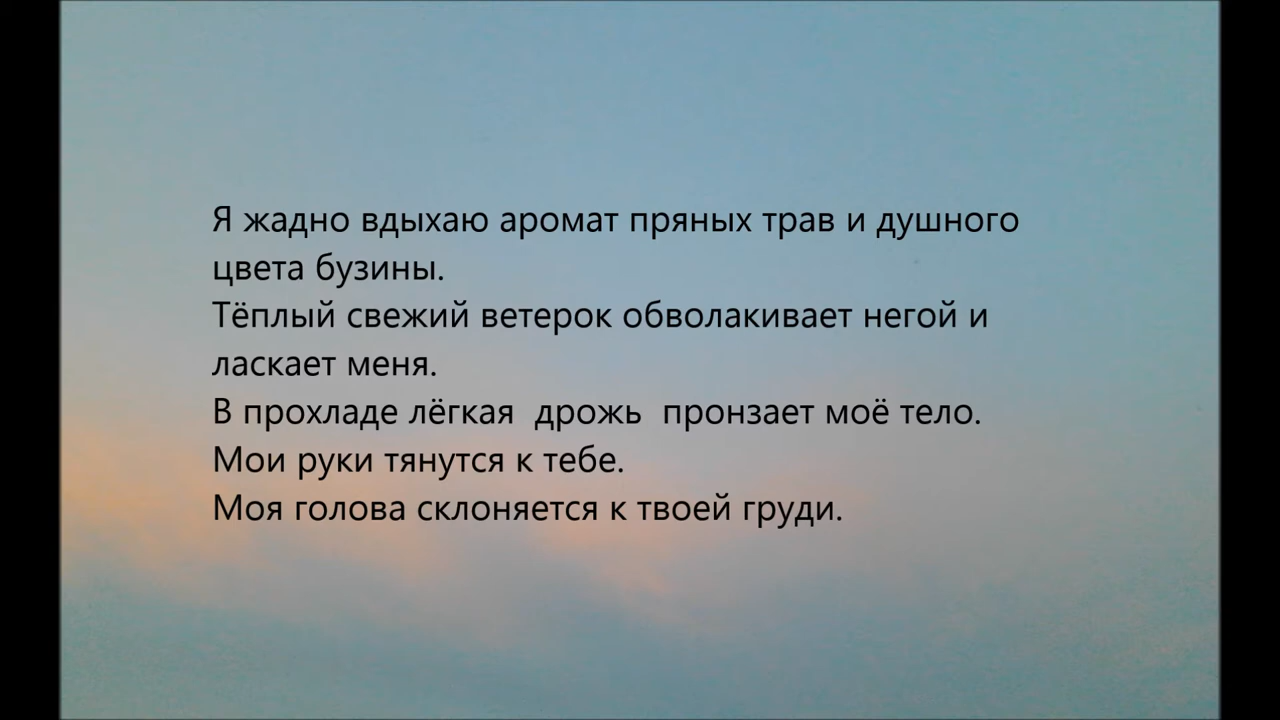 Я жадно вдыхаю аромат пряных трав и душного
цвета бузины.
Тёплый свежий ветерок обволакивает негой и
ласкает меня.
В прохладе лёгкая  дрожь  пронзает моё тело.
Мои руки тянутся к тебе.
Моя голова склоняется к твоей груди.